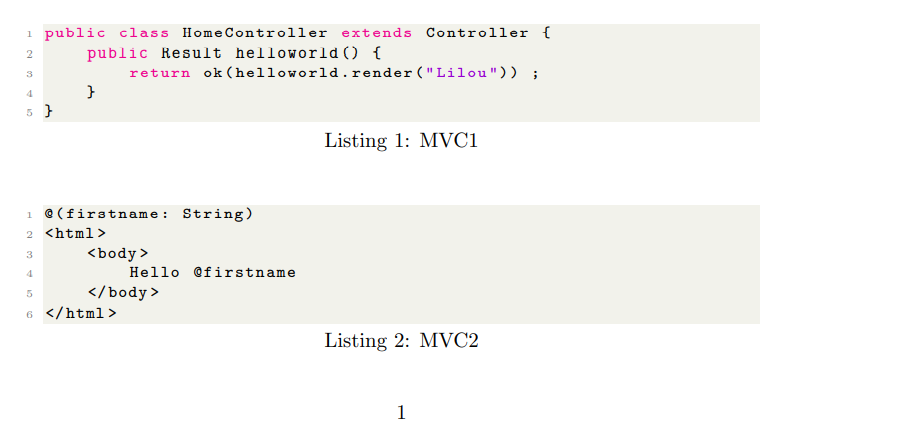 1 public class HomeController extends Controller {
2     public Result helloworld() {
3         return ok(helloworld.render("Lilou")) ;
4     }
5 }
Listing 1: MVC1
1 @(firstname: String)
2 <html>
3     <body>
4         Hello @firstname
5     </body>
6 </html>
Listing 2: MVC2
1